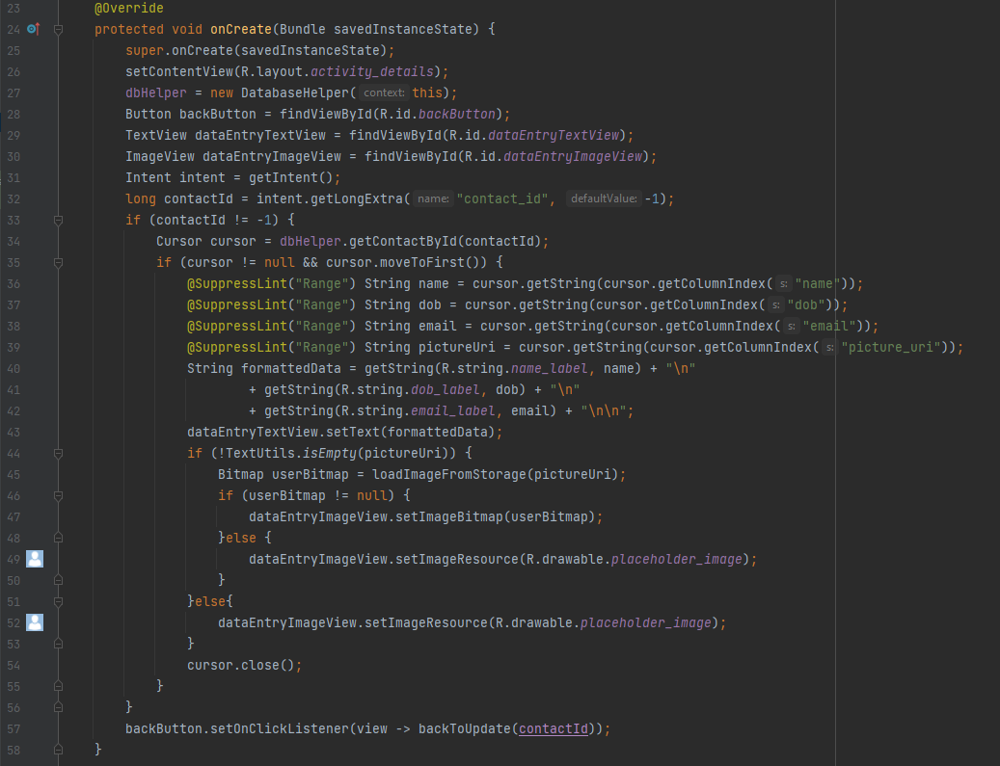 23 @Override
24 protected void onCreate(Bundle savedInstanceState) {
25 super.onCreate(savedInstanceState);
26 setContentView(R.layout.activity_details);
27 dbHelper = new DatabaseHelper( context: this);
28 Button backButton = findViewById(R.id.backButton);
29 TextView dataEntryTextView = findViewById(R.id.dataEntryTextView);
30 ImageView dataEntryImageView = findViewById(R.id.dataEntryImageView);
31 Intent intent = getIntent();
32 long contactId = intent.getLongExtra( name: "contact_id", defaultValue: -1);
33 if (contactId != -1) {
34 Cursor cursor = dbHelper.getContactById(contactId);
35 if (cursor != null && cursor.moveToFirst()) {
36 @SuppressLint("Range") String name = cursor.getString(cursor.getColumnIndex( s: "name"));
37 @SuppressLint("Range") String dob = cursor.getString(cursor.getColumnIndex( s: "dob"));
38 @SuppressLint("Range") String email = cursor.getString(cursor.getColumnIndex( s: "email"));
39 @SuppressLint("Range") String pictureUri = cursor.getString(cursor.getColumnIndex( s: "picture_uri"));
40 String formattedData = getString(R.string.name_label, name) + "\n"
41 + getString(R.string.dob_label, dob) + "\n"
42 + getString(R.string.email_label, email) + "\n\n";
43 dataEntryTextView.setText(formattedData);
44 if (!TextUtils.isEmpty(pictureUri)) {
45 Bitmap userBitmap = loadImageFromStorage(pictureUri);
46 if (userBitmap != null) {
47 dataEntryImageView.setImageBitmap(userBitmap);
48 }else {
49 dataEntryImageView.setImageResource(R.drawable.placeholder_image);
50 }
51 }else{
52 dataEntryImageView.setImageResource(R.drawable.placeholder_image);
53 }
54 cursor.close();
55 }
56 }
57 backButton.setOnClickListener(view -> backToUpdate(contactId));
58 }